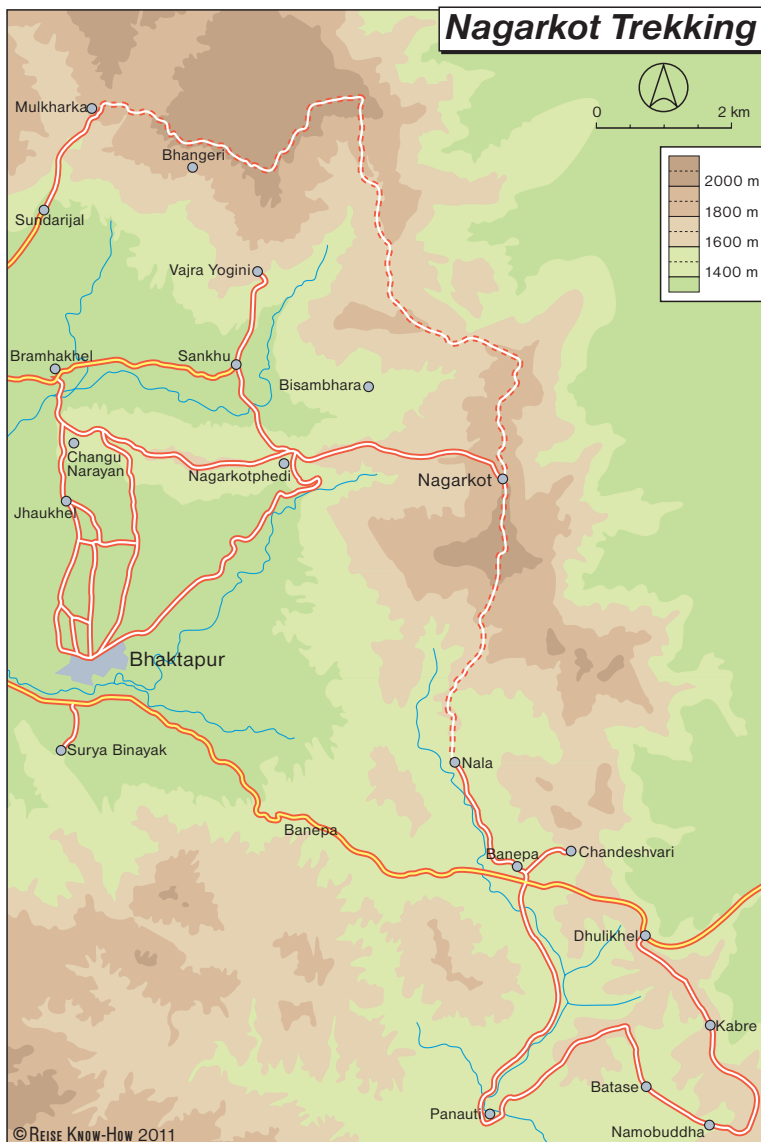 Nagarkot Trekking
0
2 km
2000 m
1800 m
1600 m
1400 m
Mulkharka
Bhangeri
Sundarijal
Vajra Yogini
Bramhakhel
Sankhu
Bisambhara
Changu
Narayan
Nagarkotphedi
Nagarkot
Jhaukhel
Bhaktapur
Surya Binayak
Nala
Banepa
Banepa
Chandeshvari
Dhulikhel
Kabre
Batase
Panauti
Namobuddha
© REISE KNOW-HOW 2011